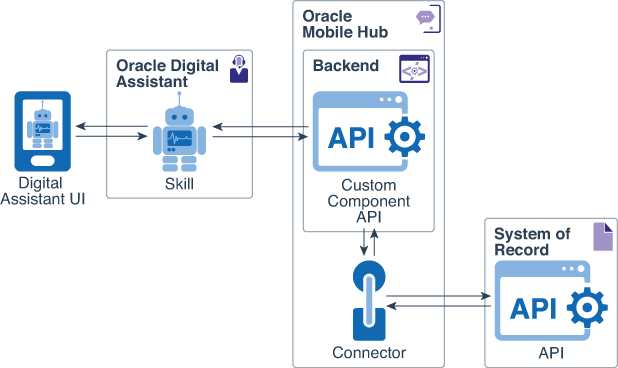 Oracle
Mobile Hub
Oracle Digital
Assistant
Backend
</>
API
Digital
Assistant UI
Skill
Custom
Component
API
System of
Record
API
Connector
API